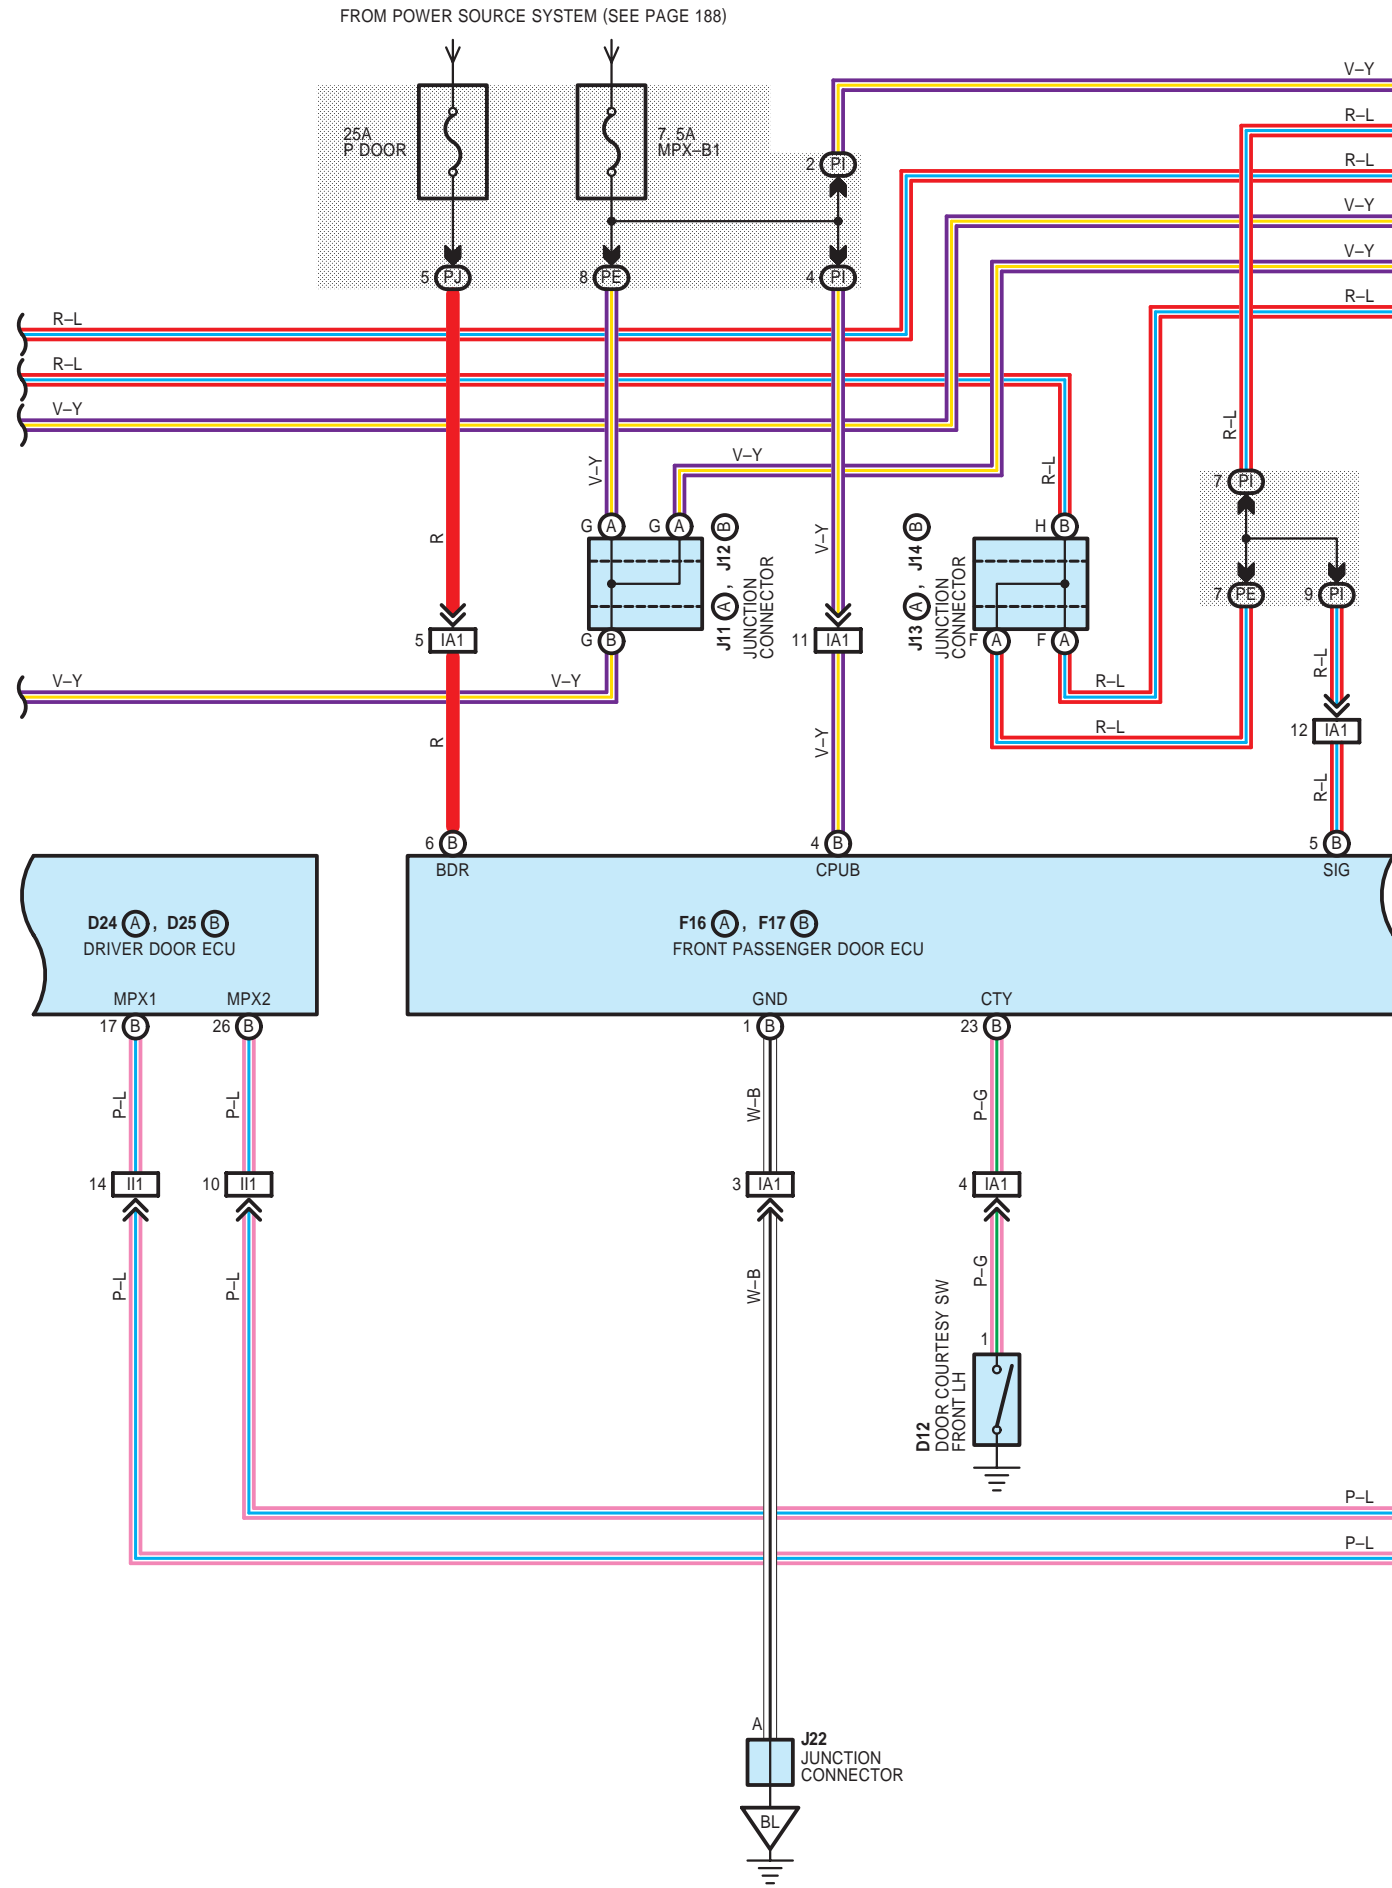 FROM POWER SOURCE SYSTEM (SEE PAGE 188)
V–Y
R–L
25A
P DOOR
7. 5A
MPX–B1
2 PI
R–L
V–Y
V–Y
5 PJ
8 PE
4 PI
R–L
R–L
R–L
V–Y
R–L
V–Y
V–Y
R–L
7 PI
G A
G A
J12 B
J11 A ,
JUNCTION
CONNECTOR
R
V–Y
J14 B
J13 A ,
JUNCTION
CONNECTOR
H B
7 PE
9 PI
5 IA1
G B
11 IA1
F A
F A
V–Y
V–Y
R–L
R–L
R–L
12 IA1
R
V–Y
R–L
6 B
4 B
5 B
BDR
CPUB
SIG
D24 A , D25 B
DRIVER DOOR ECU
F16 A , F17 B
FRONT PASSENGER DOOR ECU
MPX1
MPX2
GND
CTY
17 B
26 B
1 B
23 B
P–L
P–L
W–B
P–G
14 II1
10 II1
3 IA1
4 IA1
P–L
P–L
W–B
P–G
1
D12
DOOR COURTESY SW
FRONT LH
P–L
P–L
A
J22
JUNCTION
CONNECTOR
BL